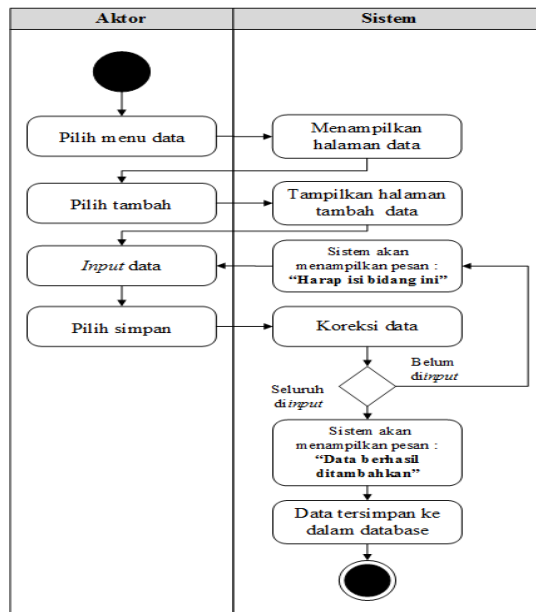 Aktor
Sistem
Pilih menu data
Menampilkan
halaman data
Pilih tambah
Tampilkan halaman
tambah data
Input data
Sistem akan
menampilkan pesan :
“Harap isi bidang ini”
Pilih simpan
Koreksi data
Belum
diinput
Seluruh
diinput
Sistem akan
menampilkan pesan :
“Data berhasil
ditambahkan”
Data tersimpan ke
dalam database